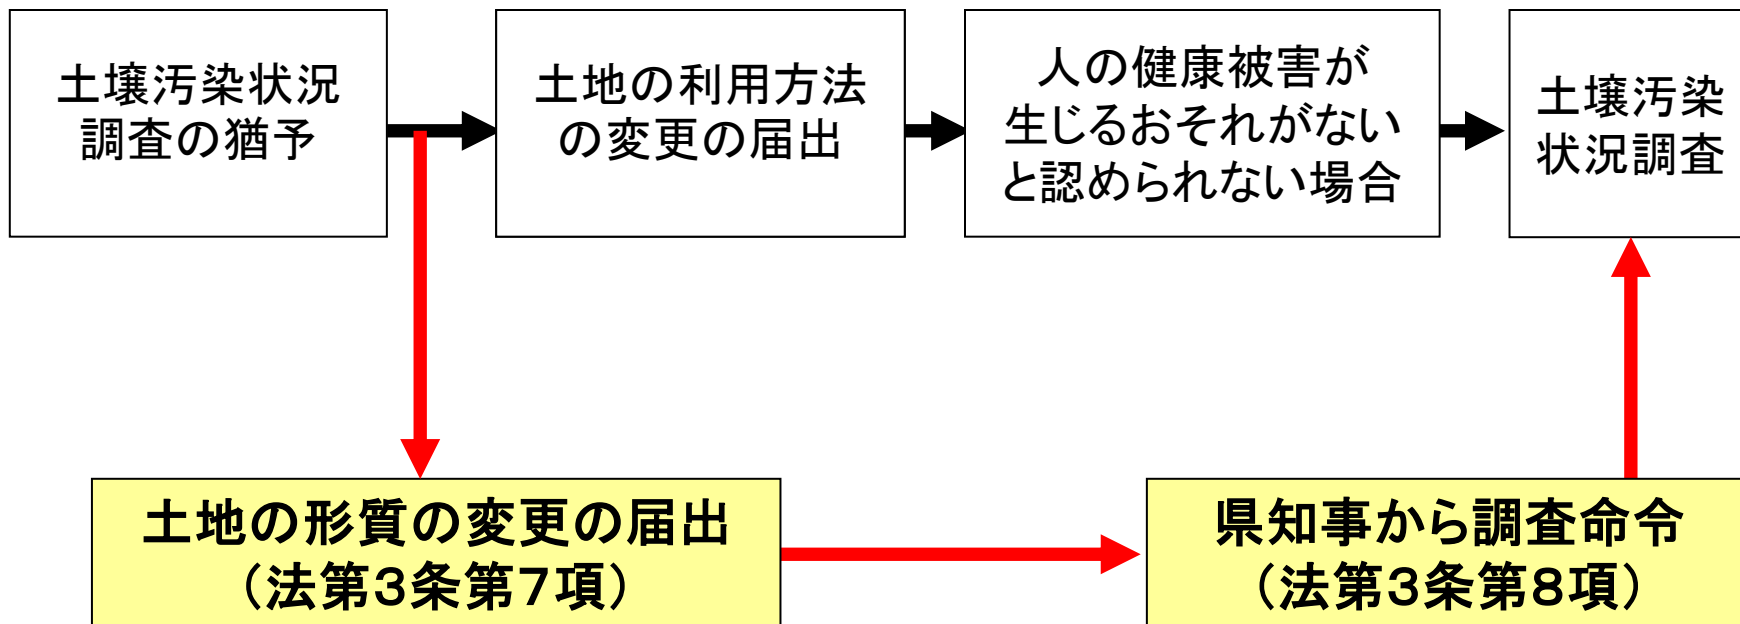 土壌汚染状況
調査の猶予
土地の利用方法
の変更の届出
人の健康被害が
生じるおそれがない
と認められない場合
土壌汚染
状況調査
土地の形質の変更の届出
（法第３条第７項）
県知事から調査命令
（法第３条第８項）